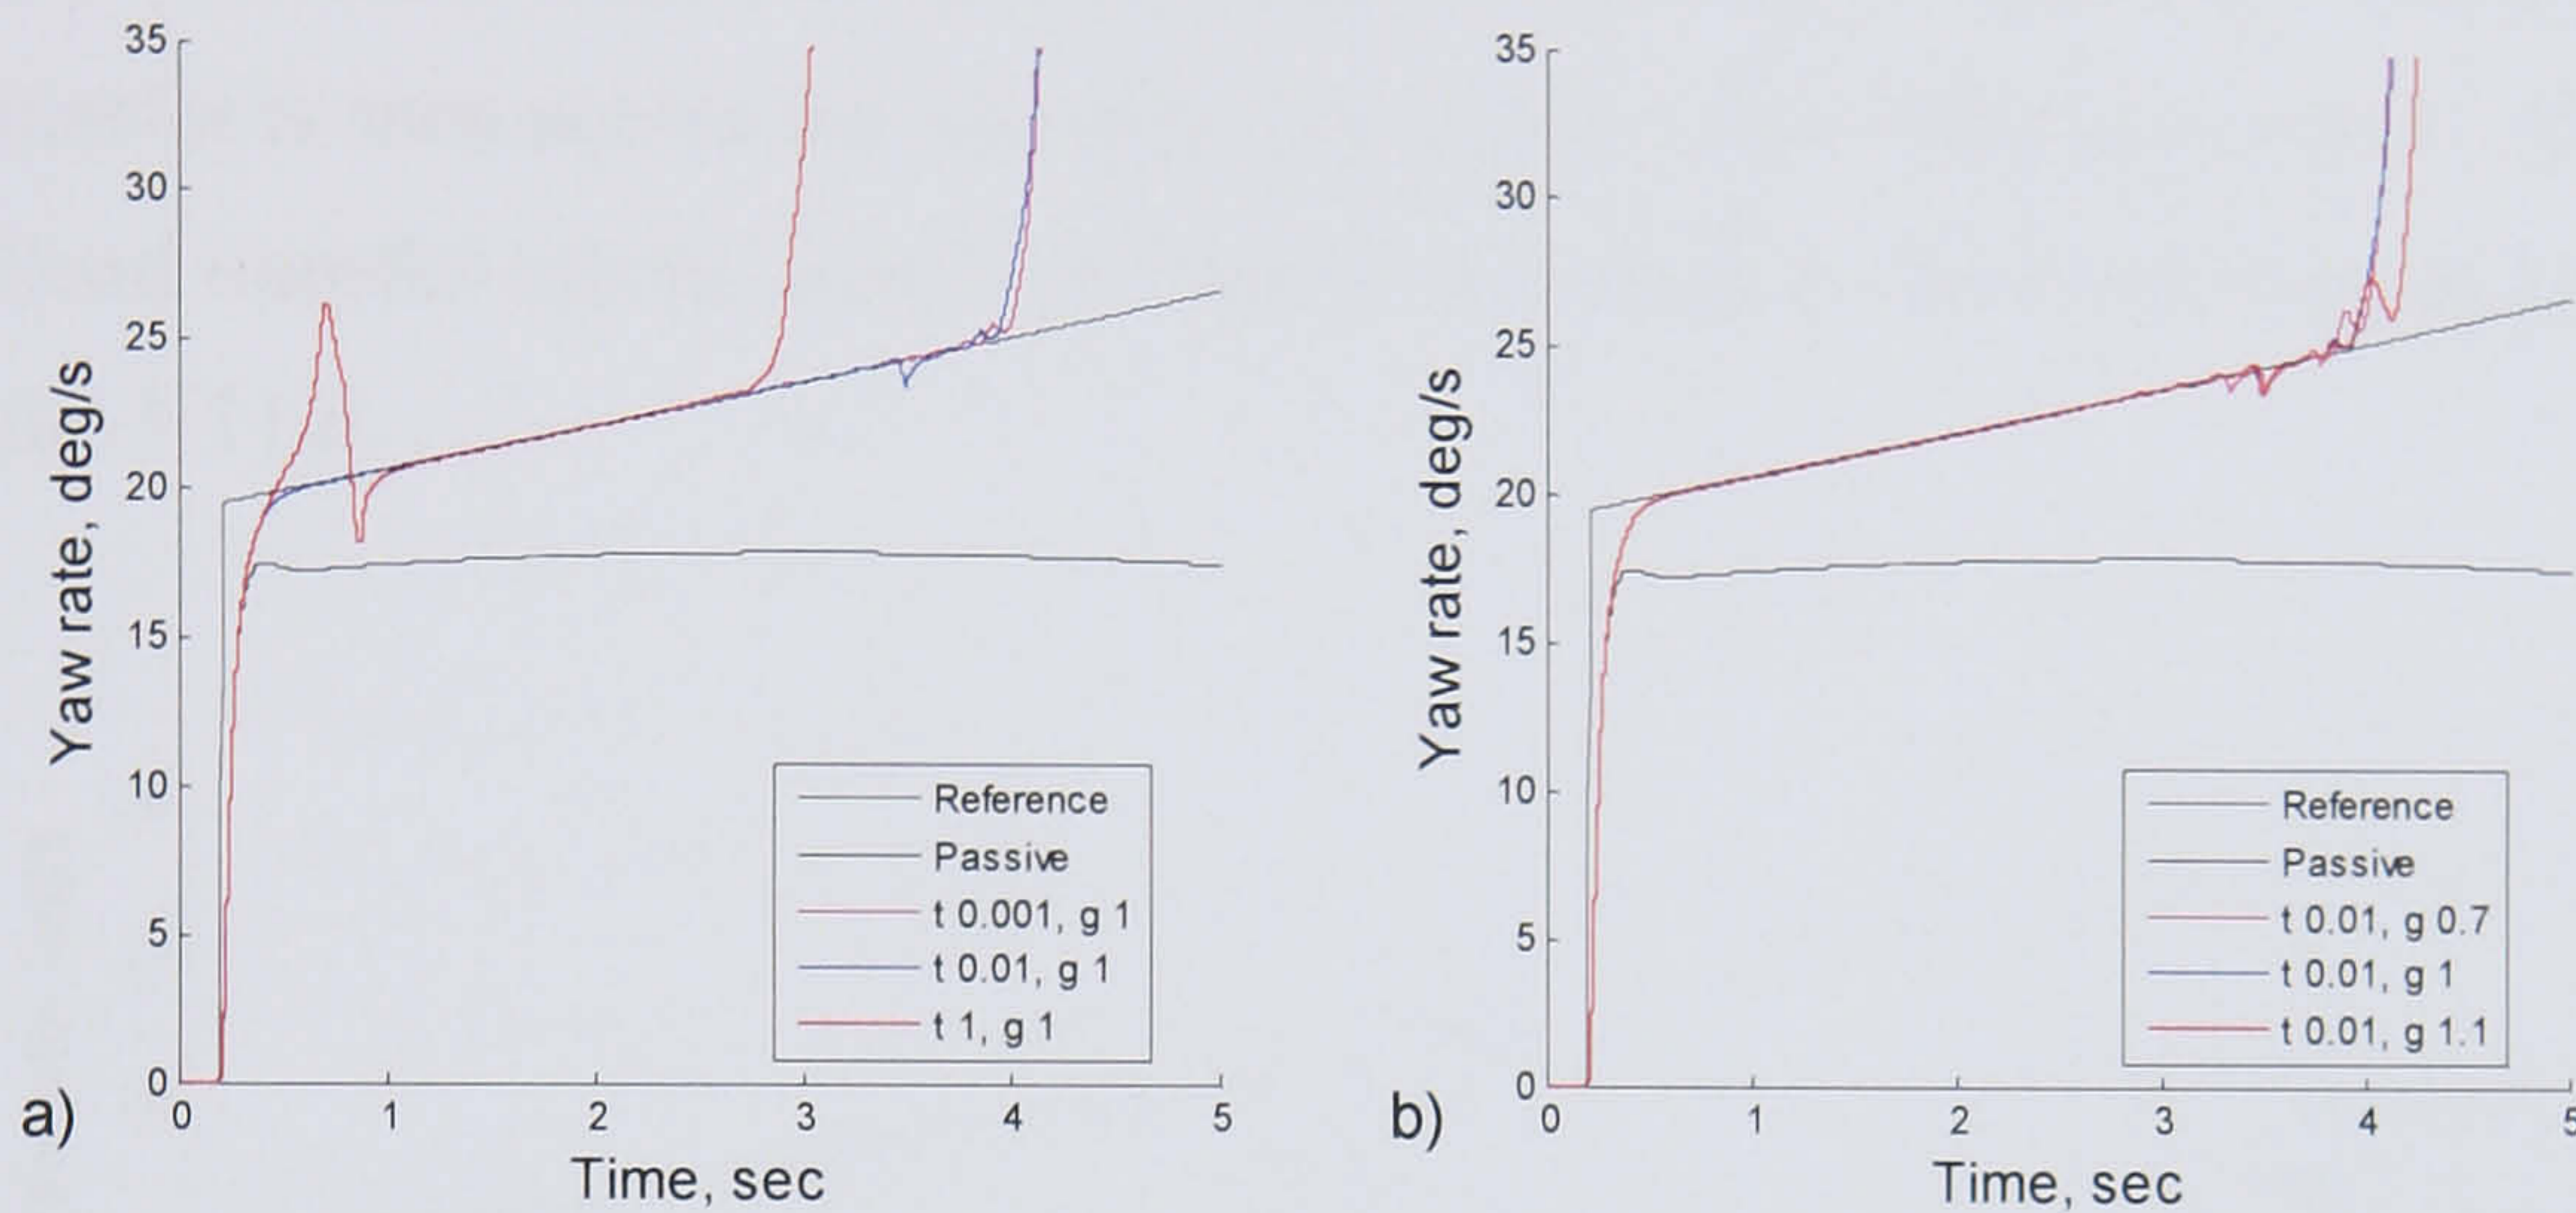 35
30
25
20
15
10
5
0
Yaw rate, deg/s
Reference
Passive
t 0.001, g 1
t 0.01, g 1
t 1, g 1
0 1 2 3 4 5
a)
Time, sec
35
30
25
20
15
10
5
0
Yaw rate, deg/s
Reference
Passive
t 0.01, g 0.7
t 0.01, g 1
t 0.01, g 1.1
0 1 2 3 4 5
b)
Time, sec